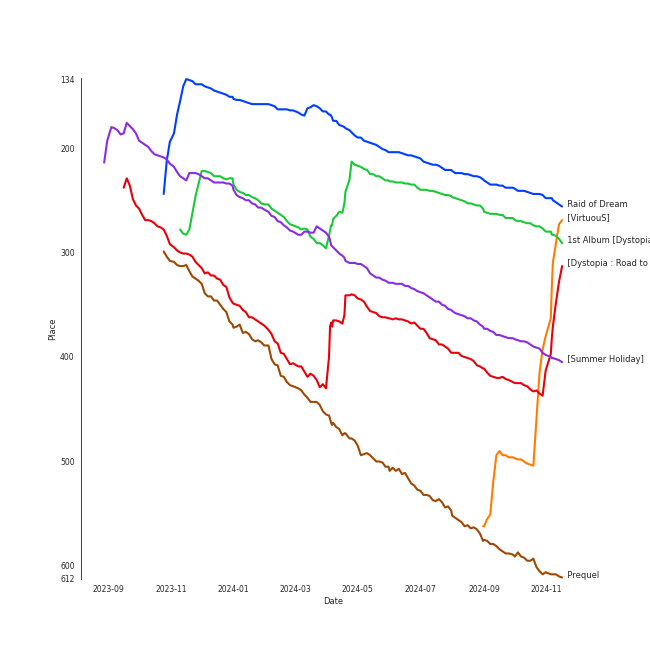 134
200
300
400
500
600
612
Place
2023-09
2023-11
2024-01
2024-03
2024-05
2024-07
2024-09
2024-11
Date
Raid of Dream
[VirtuouS]
1st Album [Dystopia
[Dystopia : Road to
[Summer Holiday]
Prequel